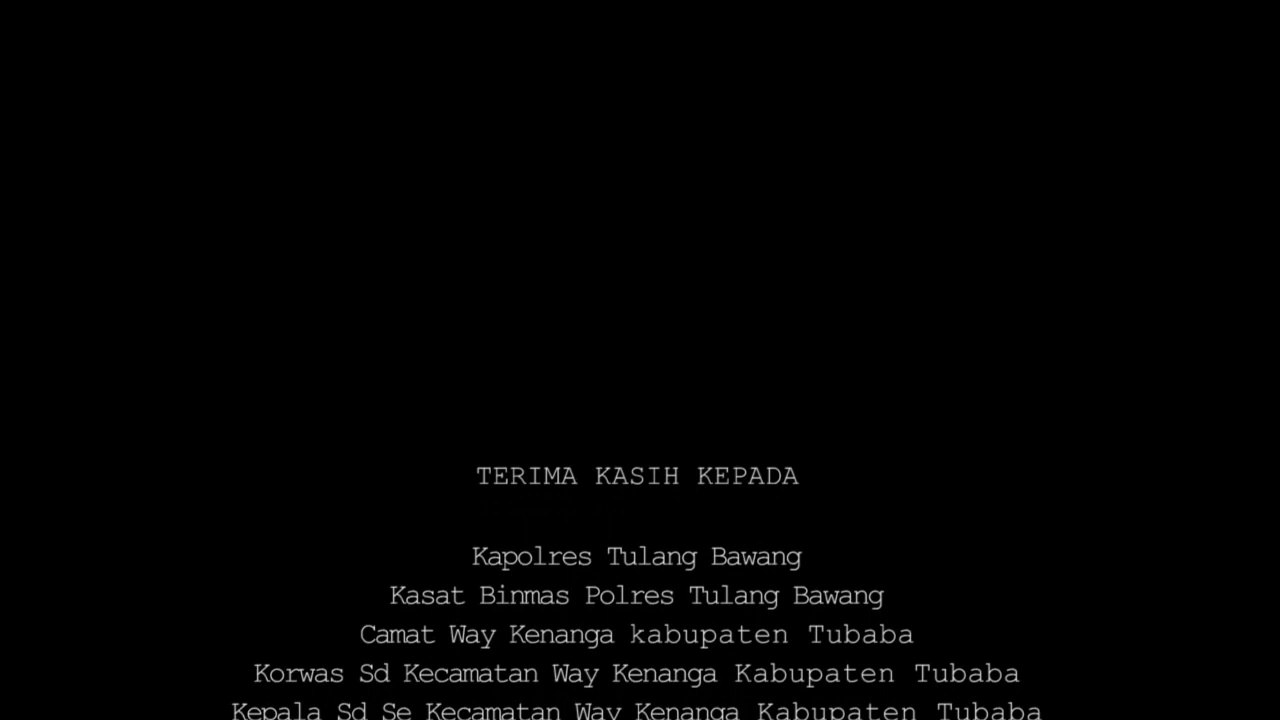 TERIMA KASIH KEPADA
Kapolres Tulang Bawang
Kasat Binmas Polres Tulang Bawang
Camat Way Kenanga kabupaten Tubaba
Korwas Sd Kecamatan Way Kenanga Kabupaten Tubaba
Kepala Sd Se Kecamatan Way Kenanga Kabupaten Tubaba